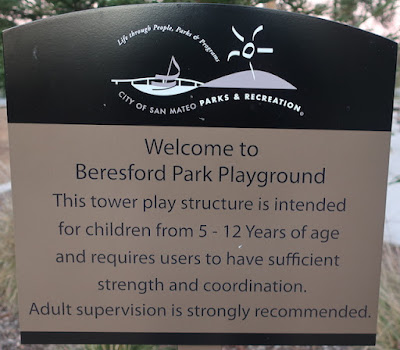 Life through People, Parks & Programs
CITY OF SAN MATEO PARKS & RECREATION
Welcome to
Beresford Park Playground
This tower play structure is intended
for children from 5 - 12 Years of age
and requires users to have sufficient
strength and coordination.
Adult supervision is strongly recommended.